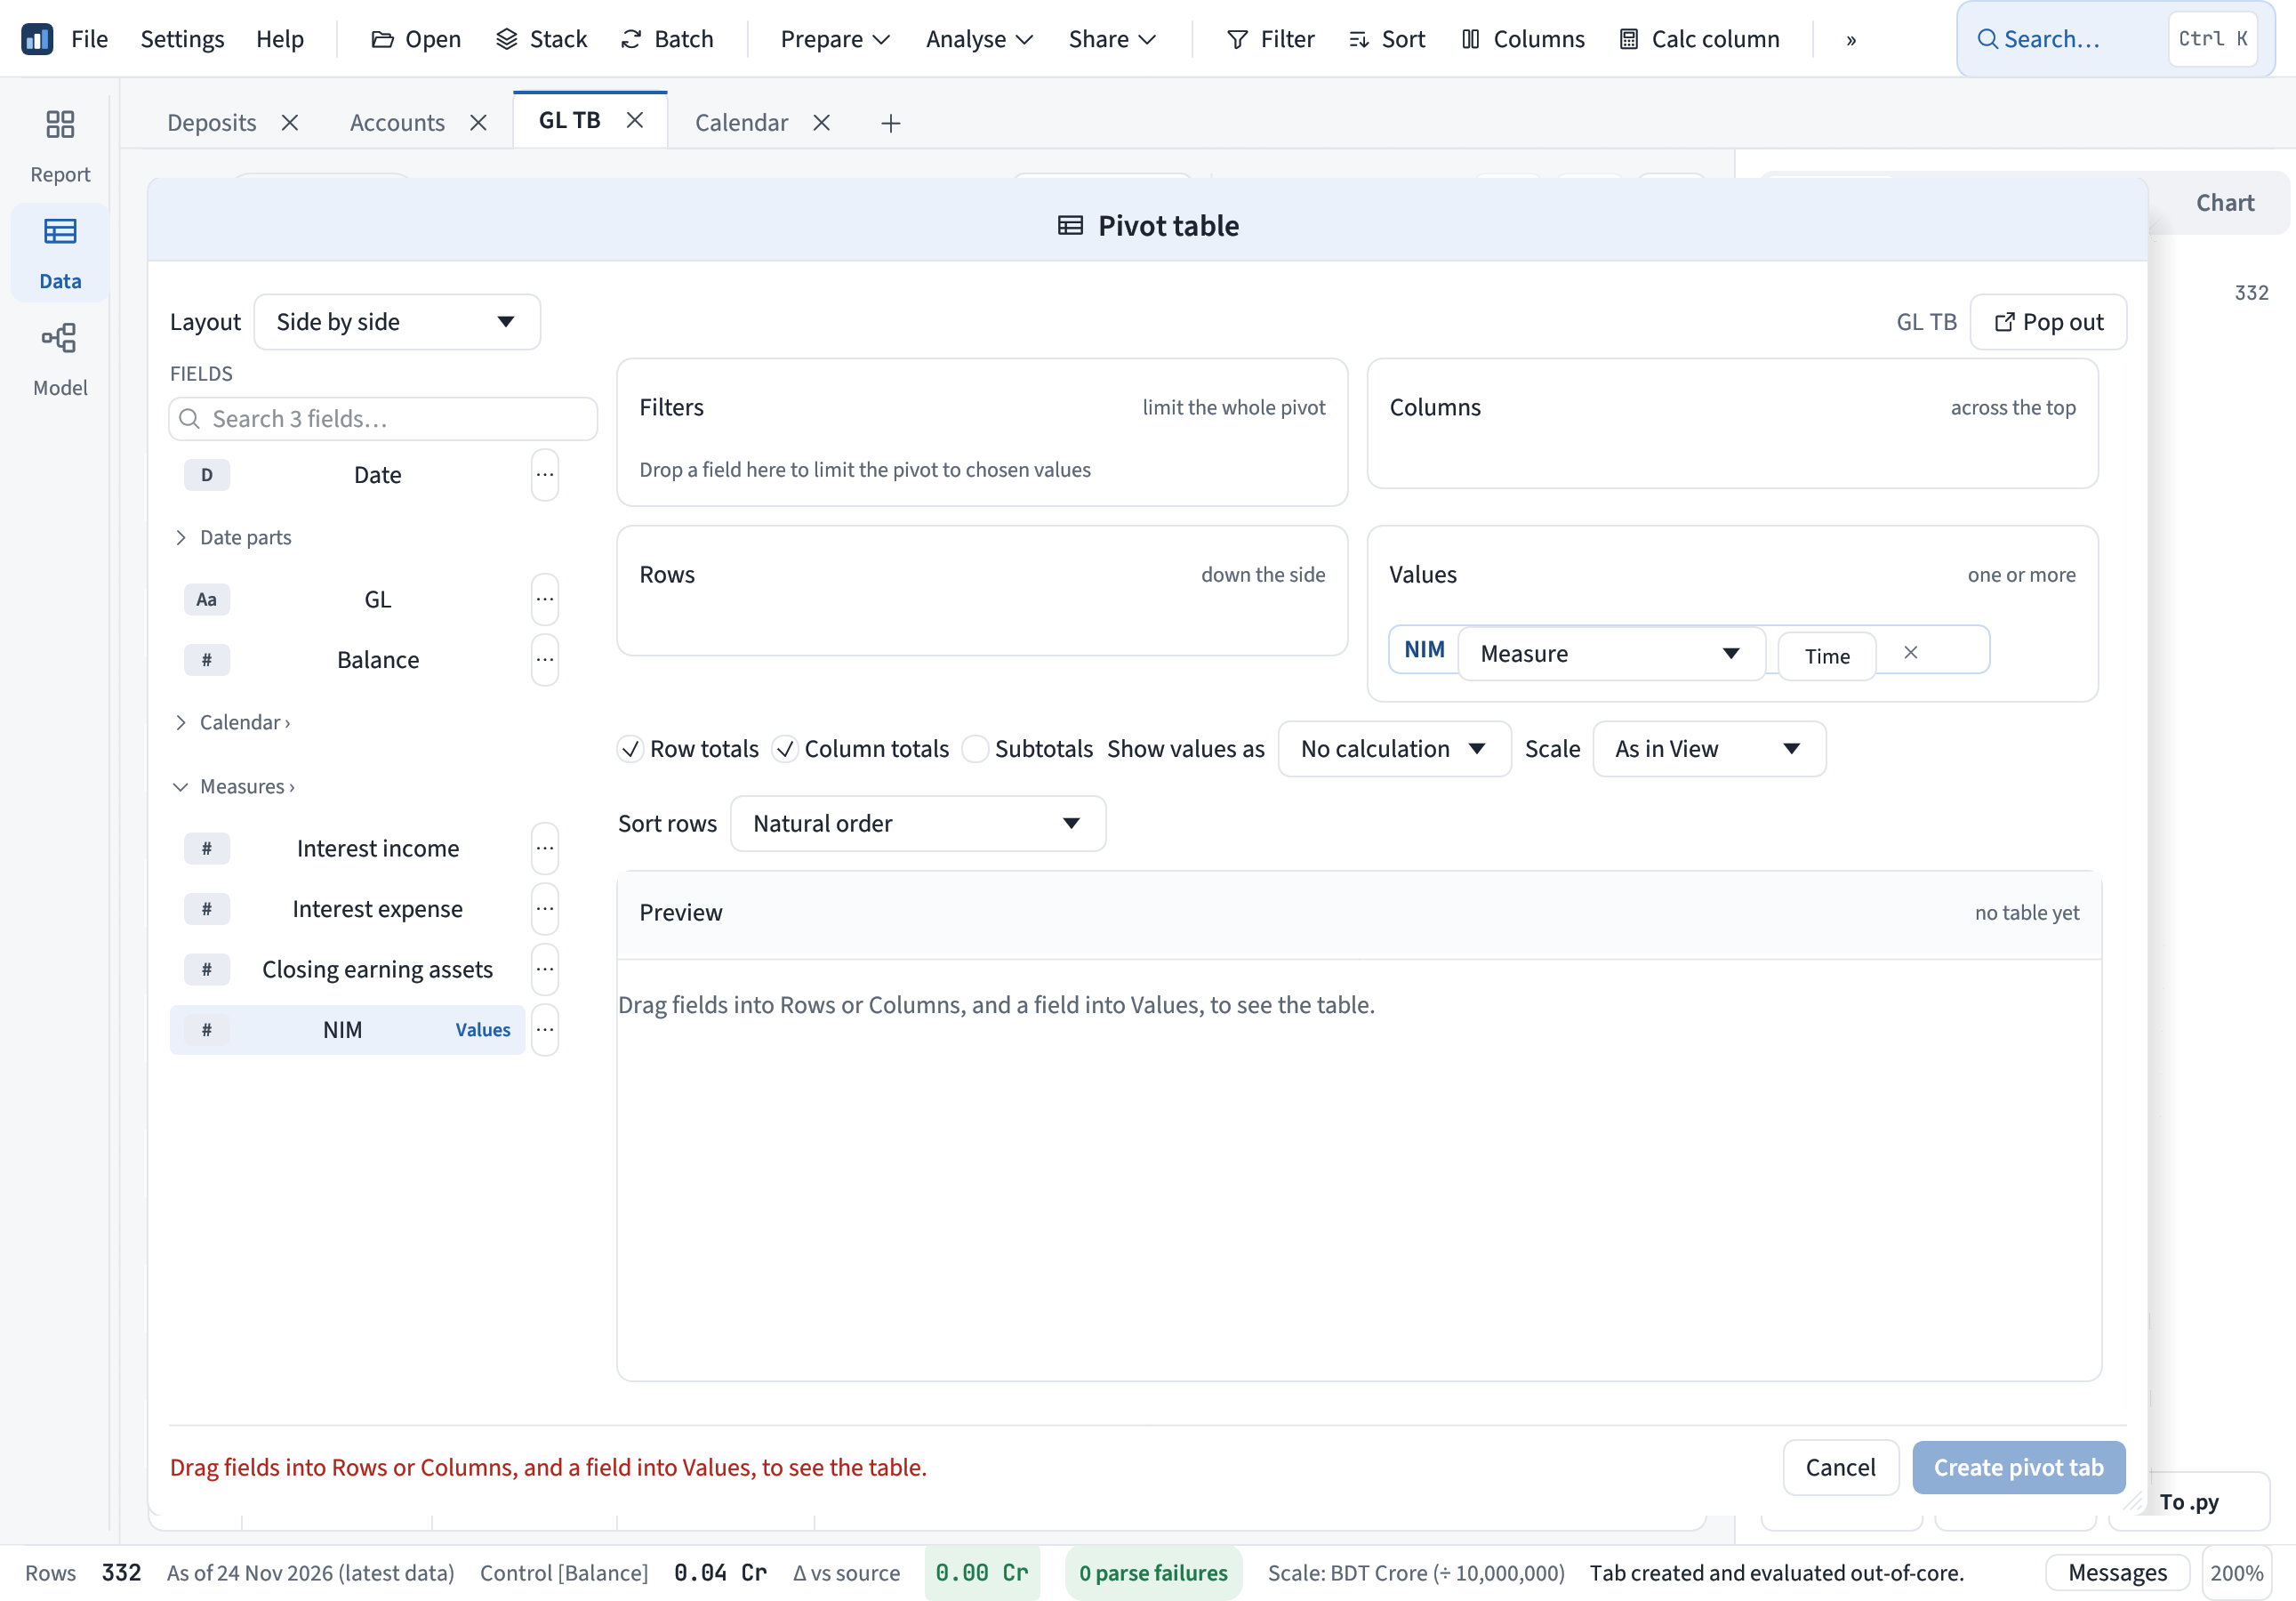 File Settings Help Open Stack Batch Prepare Analyse Share Filter Sort Columns Calc column » Search… Ctrl K
Deposits Accounts GL TB Calendar
Report
Data
Model
Chart
332
Pivot table
Layout Side by side GL TB Pop out
FIELDS
Search 3 fields…
D Date ...
Date parts
Aa GL ...
# Balance ...
Calendar ›
Measures ›
# Interest income ...
# Interest expense ...
# Closing earning assets ...
# NIM Values ...
Filters limit the whole pivot
Drop a field here to limit the pivot to chosen values
Columns across the top
Rows down the side
Values one or more
NIM Measure Time
Row totals Column totals Subtotals Show values as No calculation Scale As in View
Sort rows Natural order
Preview no table yet
Drag fields into Rows or Columns, and a field into Values, to see the table.
Drag fields into Rows or Columns, and a field into Values, to see the table.
Cancel Create pivot tab
To .py
Rows 332 As of 24 Nov 2026 (latest data) Control [Balance] 0.04 Cr Δ vs source 0.00 Cr 0 parse failures Scale: BDT Crore (÷ 10,000,000) Tab created and evaluated out-of-core. Messages 200%